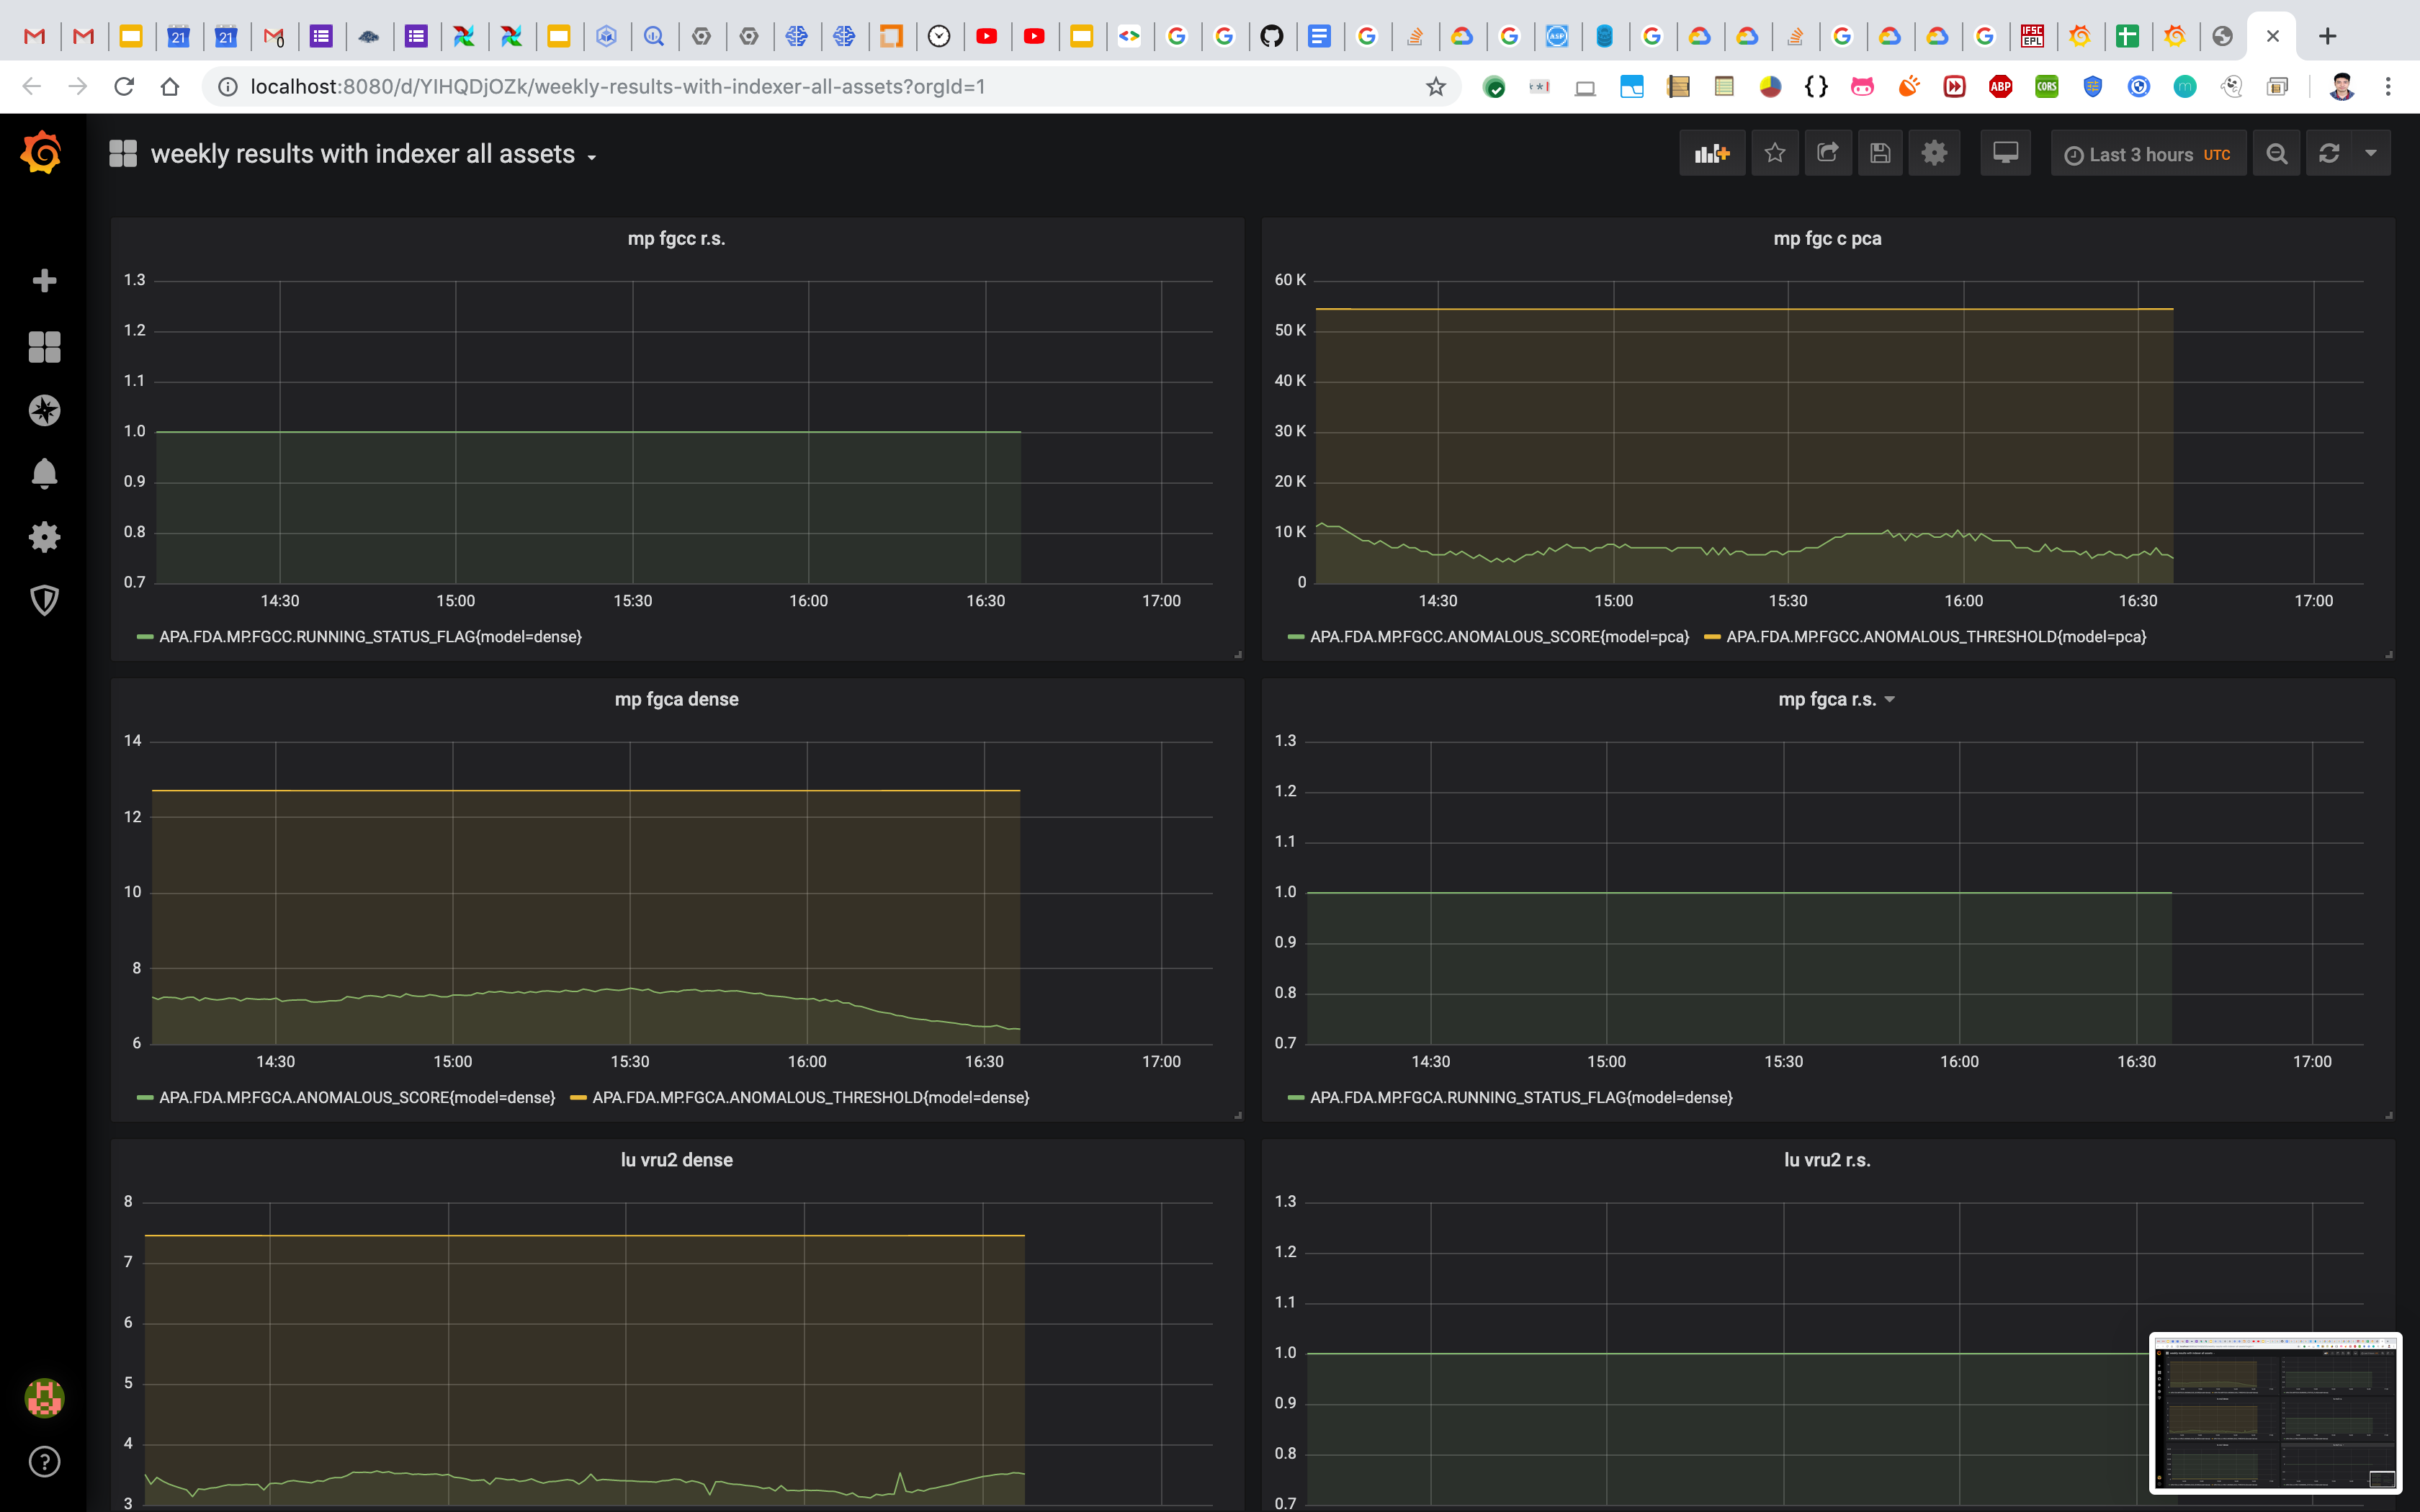 21 21 0 ASP IFSC EPL
localhost:8080/d/YIHQDjOZk/weekly-results-with-indexer-all-assets?orgId=1
**! {} ABP CORS m
weekly results with indexer all assets
Last 3 hours UTC
mp fgcc r.s.
1.3
1.2
1.1
1.0
0.9
0.8
0.7
14:30 15:00 15:30 16:00 16:30 17:00
APA.FDA.MP.FGCC.RUNNING_STATUS_FLAG{model=dense}
mp fgc c pca
60 K
50 K
40 K
30 K
20 K
10 K
0
14:30 15:00 15:30 16:00 16:30 17:00
APA.FDA.MP.FGCC.ANOMALOUS_SCORE{model=pca} APA.FDA.MP.FGCC.ANOMALOUS_THRESHOLD{model=pca}
mp fgca dense
14
12
10
8
6
14:30 15:00 15:30 16:00 16:30 17:00
APA.FDA.MP.FGCA.ANOMALOUS_SCORE{model=dense} APA.FDA.MP.FGCA.ANOMALOUS_THRESHOLD{model=dense}
mp fgca r.s.
1.3
1.2
1.1
1.0
0.9
0.8
0.7
14:30 15:00 15:30 16:00 16:30 17:00
APA.FDA.MP.FGCA.RUNNING_STATUS_FLAG{model=dense}
lu vru2 dense
8
7
6
5
4
3
lu vru2 r.s.
1.3
1.2
1.1
1.0
0.9
0.8
0.7